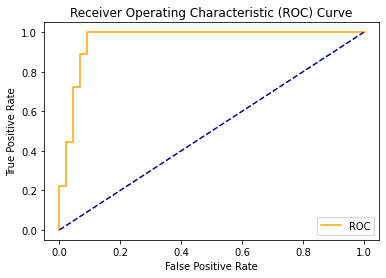 Receiver Operating Characteristic (ROC) Curve
1.0
0.8
0.6
0.4
0.2
0.0
True Positive Rate
ROC
0.0 0.2 0.4 0.6 0.8 1.0
False Positive Rate